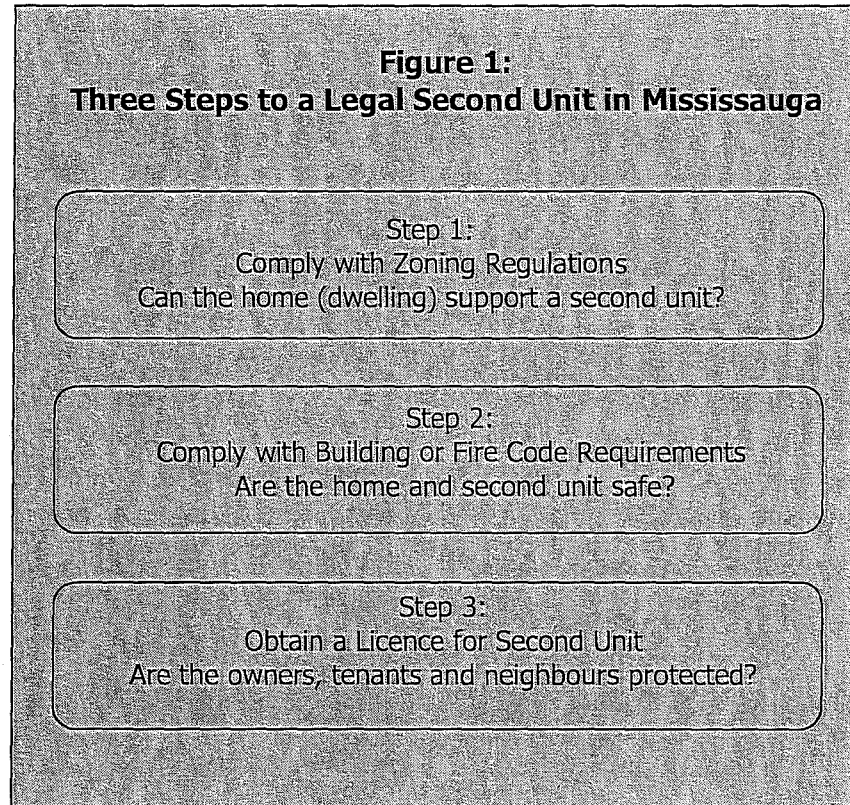 Figure 1:
Three Steps to a Legal Second Unit in Mississauga
Step 1:
Comply with Zoning Regulations
Can the home (dwelling) support a second unit?
Step 2:
Comply with Building or Fire Code Requirements
Are the home and second unit safe?
Step 3:
Obtain a Licence for Second Unit
Are the owners, tenants and neighbours protected?